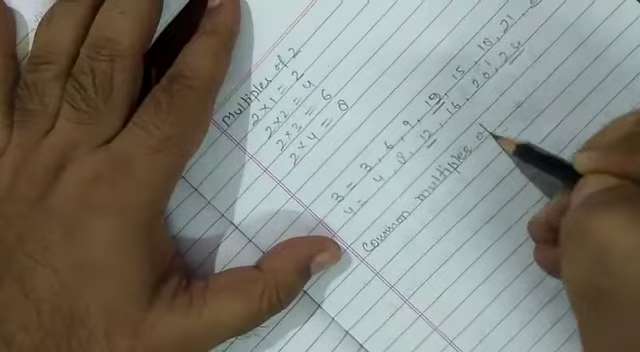 Multiples of 2
2 × 1 = 2
2 × 2 = 4
2 × 3 = 6
2 × 4 = 8
3 = 3, 6, 9, 12, 15, 18, 21,
4 = 4, 8, 12, 16, 20, 24
Common multiples